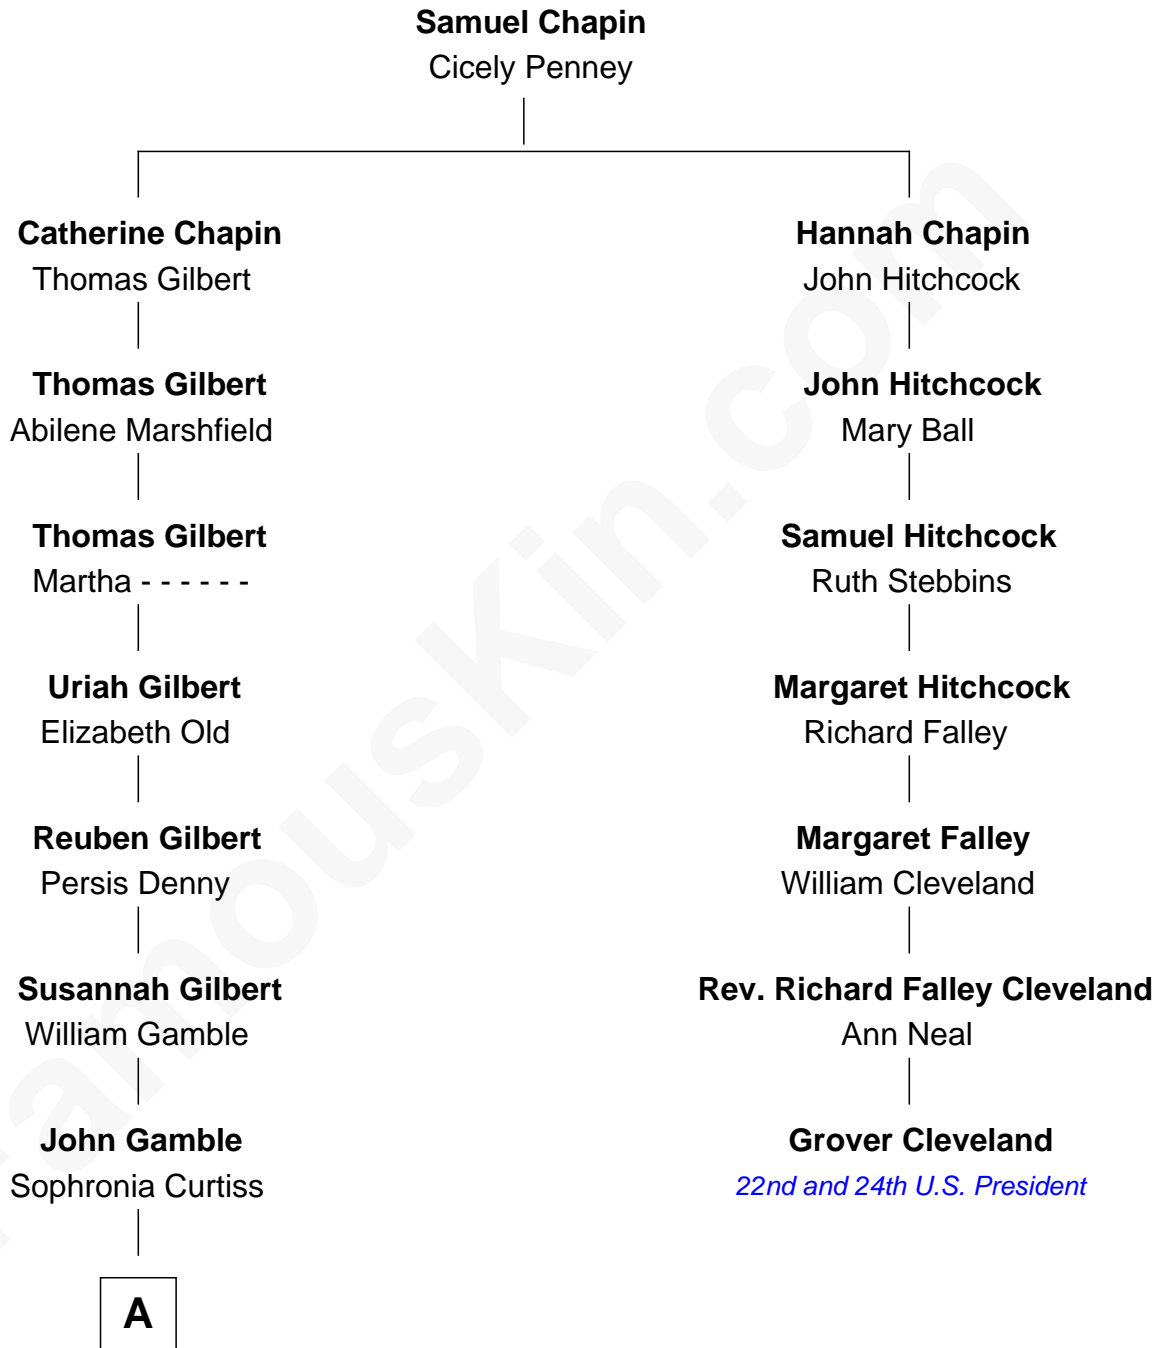 Samuel Chapin
Cicely Penney
Catherine Chapin
Thomas Gilbert
Hannah Chapin
John Hitchcock
Thomas Gilbert
Abilene Marshfield
John Hitchcock
Mary Ball
Thomas Gilbert
Martha - - - - - -
Samuel Hitchcock
Ruth Stebbins
Uriah Gilbert
Elizabeth Old
Margaret Hitchcock
Richard Falley
Reuben Gilbert
Persis Denny
Margaret Falley
William Cleveland
Susannah Gilbert
William Gamble
Rev. Richard Falley Cleveland
Ann Neal
John Gamble
Sophronia Curtiss
Grover Cleveland
22nd and 24th U.S. President
A
FamousKin.com